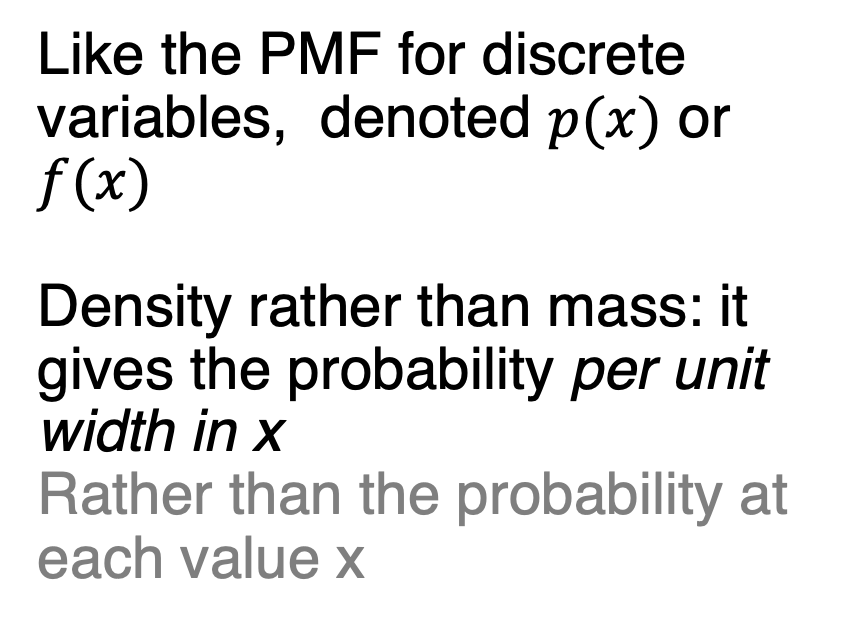 Like the PMF for discrete
variables,  denoted 𝑝(𝑥) or
𝑓(𝑥)
Density rather than mass: it
gives the probability per unit
width in x
Rather than the probability at
each value x